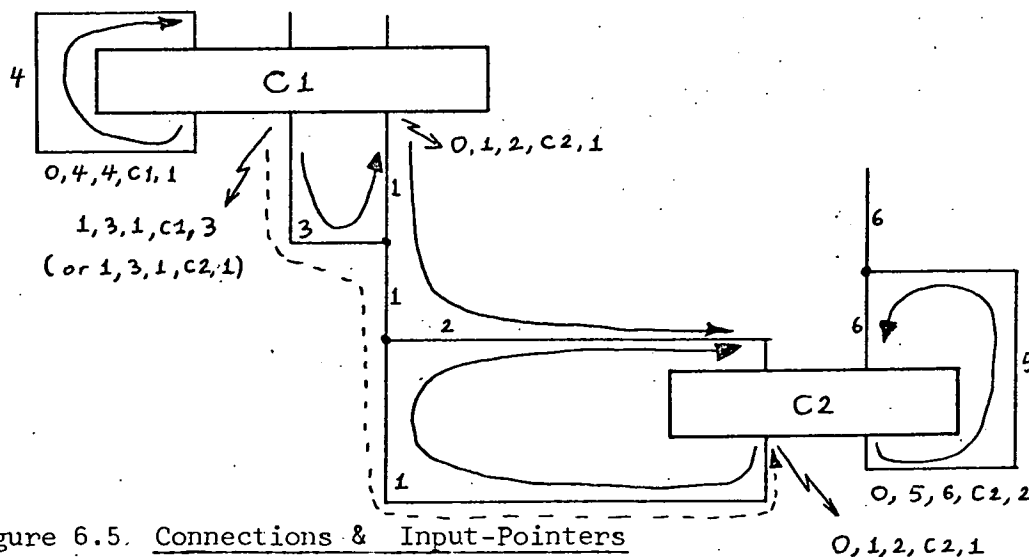 4
C1
0,4,4,C1,1
0,1,2,C2,1
1,3,1,C1,3
(or 1,3,1,C2,1)
1
3
1
2
6
6
5
C2
1
0,5,6,C2,2
0,1,2,C2,1
gure 6.5. Connections & Input-Pointers